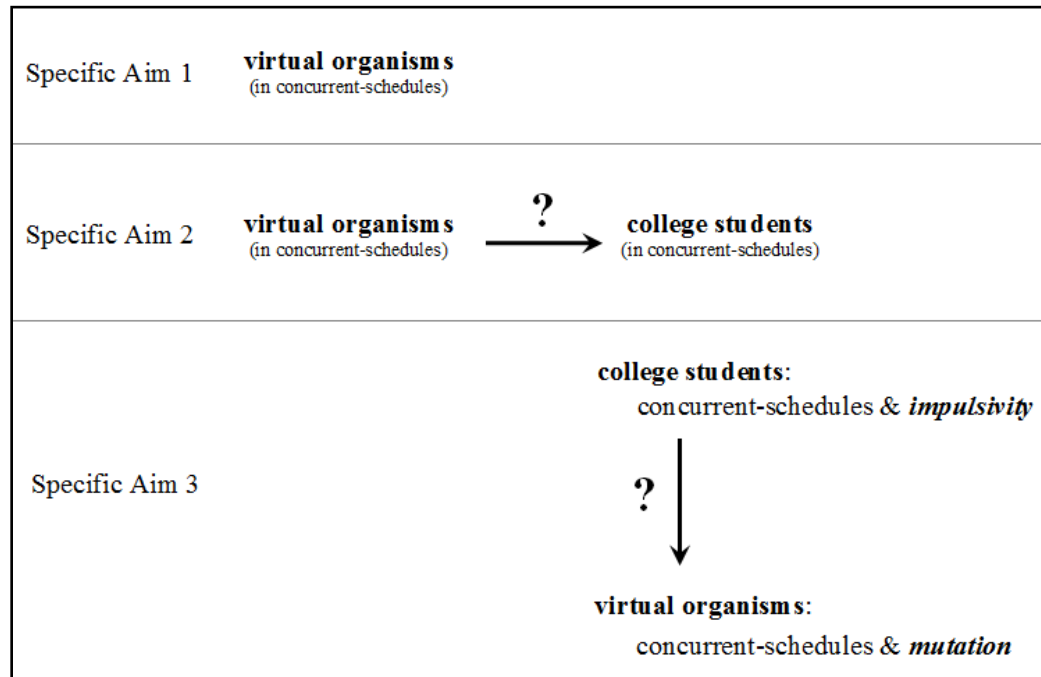 Specific Aim 1
virtual organisms
(in concurrent-schedules)
Specific Aim 2
virtual organisms
(in concurrent-schedules)
?
college students
(in concurrent-schedules)
Specific Aim 3
college students:
concurrent-schedules & impulsivity
?
virtual organisms:
concurrent-schedules & mutation